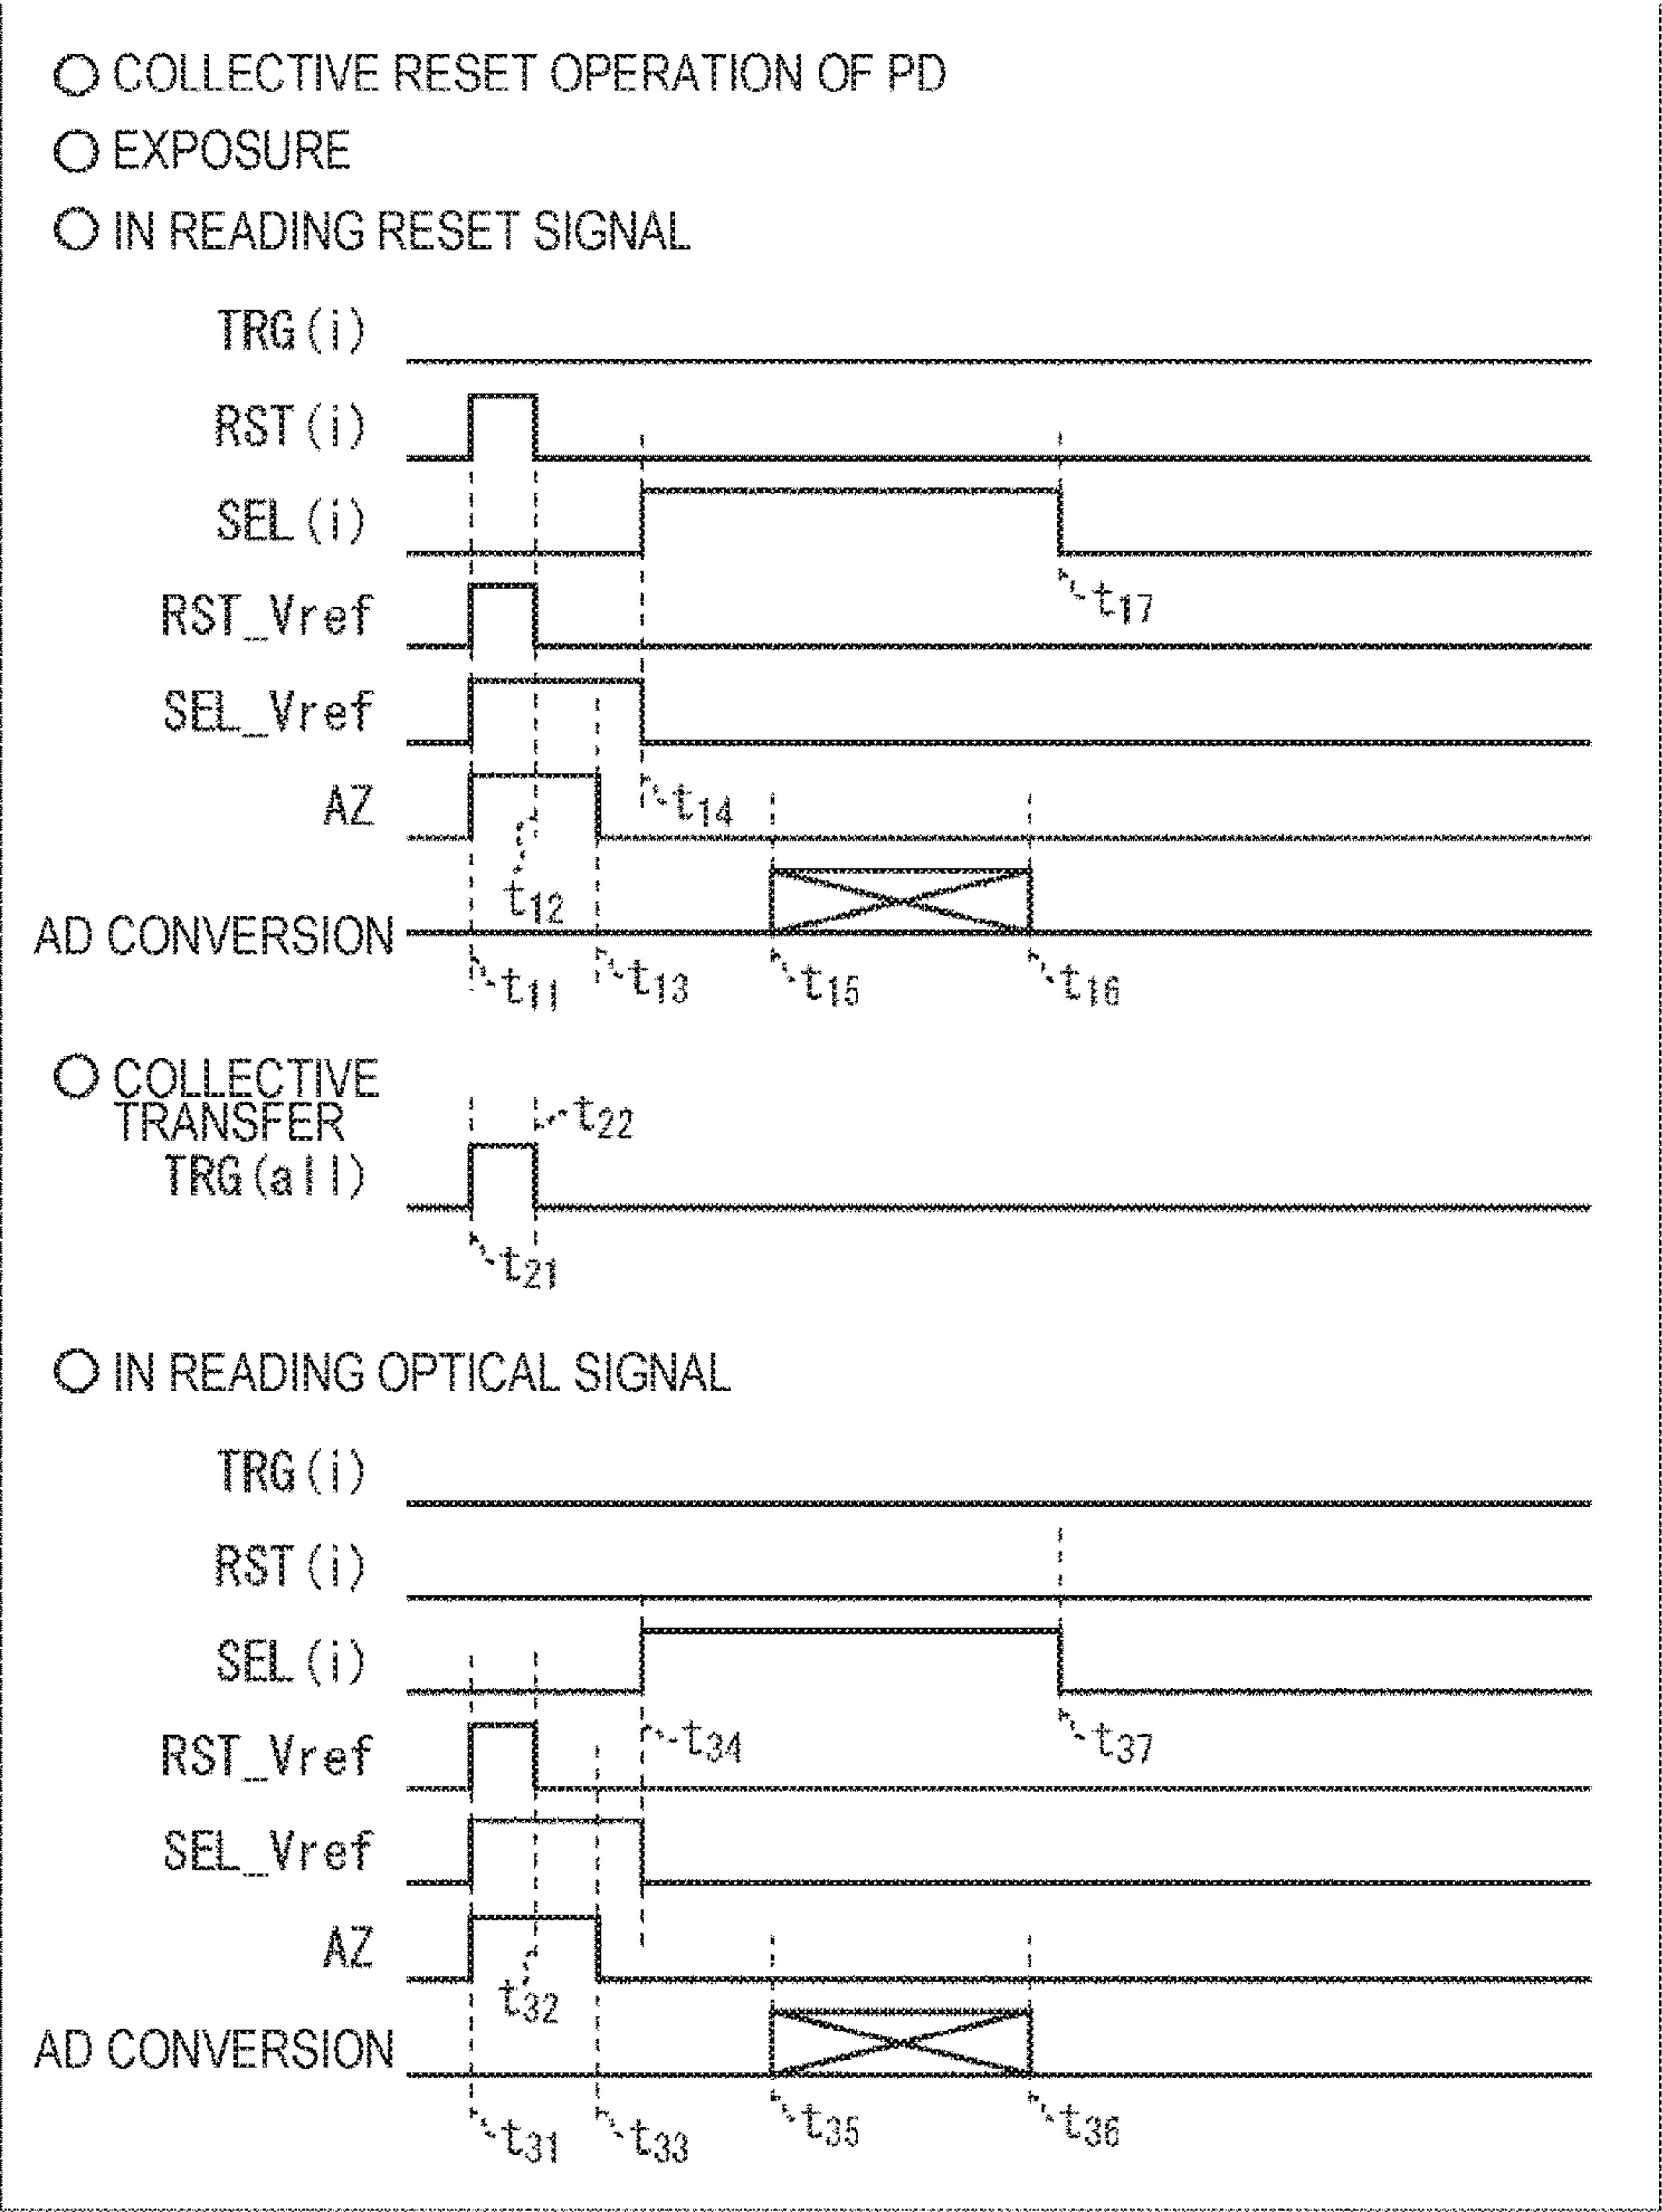 ○ COLLECTIVE RESET OPERATION OF PD
○ EXPOSURE
○ IN READING RESET SIGNAL
TRG(i)
RST(i)
SEL(i)
t17
RST_Vref
SEL_Vref
t14
AZ
t12
AD CONVERSION
t11 t13 t15 t16
○ COLLECTIVE
TRANSFER
t22
TRG(all)
t21
○ IN READING OPTICAL SIGNAL
TRG(i)
RST(i)
SEL(i)
t34 t37
RST_Vref
SEL_Vref
AZ
t32
AD CONVERSION
t31 t33 t35 t36